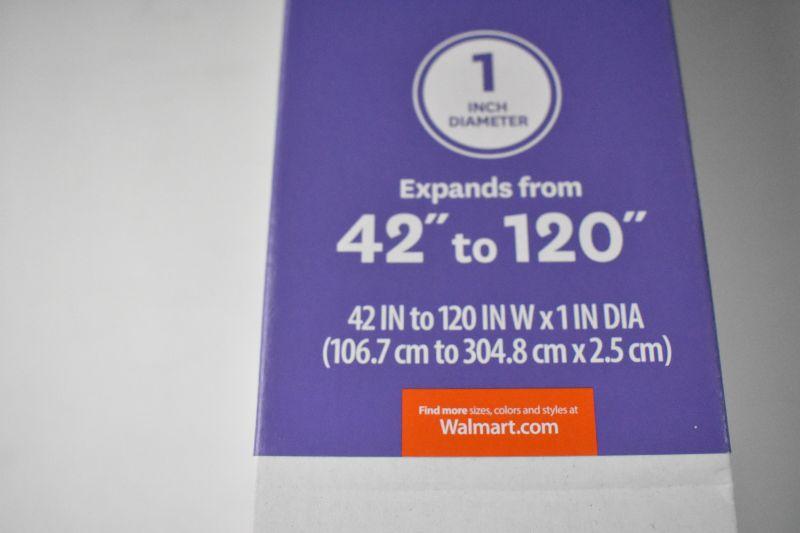 1
INCH
DIAMETER
Expands from
42" to 120"
42 IN to 120 IN W x 1 IN DIA
(106.7 cm to 304.8 cm x 2.5 cm)
Find more sizes, colors and styles at
Walmart.com